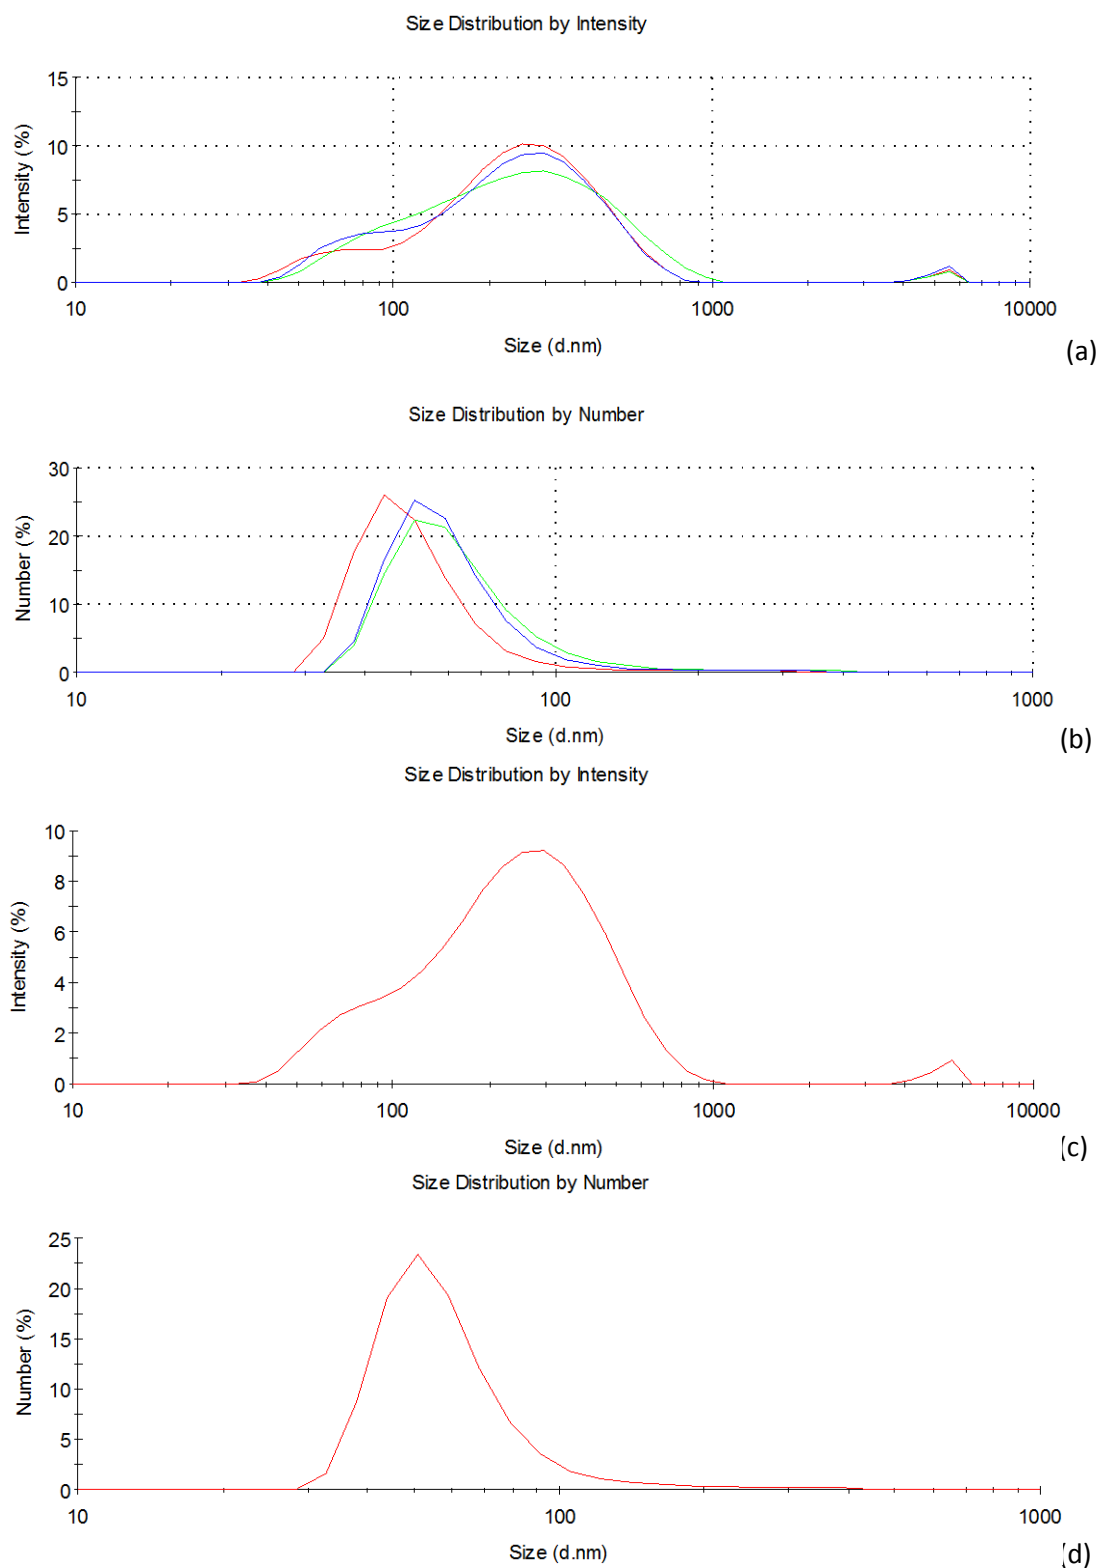 Size Distribution by Intensity
15
10
5
0
Intensity (%)
10 100 1000 10000
Size (d.nm)
(a)
Size Distribution by Number
30
20
10
0
Number (%)
10 100 1000
Size (d.nm)
(b)
Size Distribution by Intensity
10
8
6
4
2
0
Intensity (%)
10 100 1000 10000
Size (d.nm)
(c)
Size Distribution by Number
25
20
15
10
5
0
Number (%)
10 100 1000
Size (d.nm)
(d)